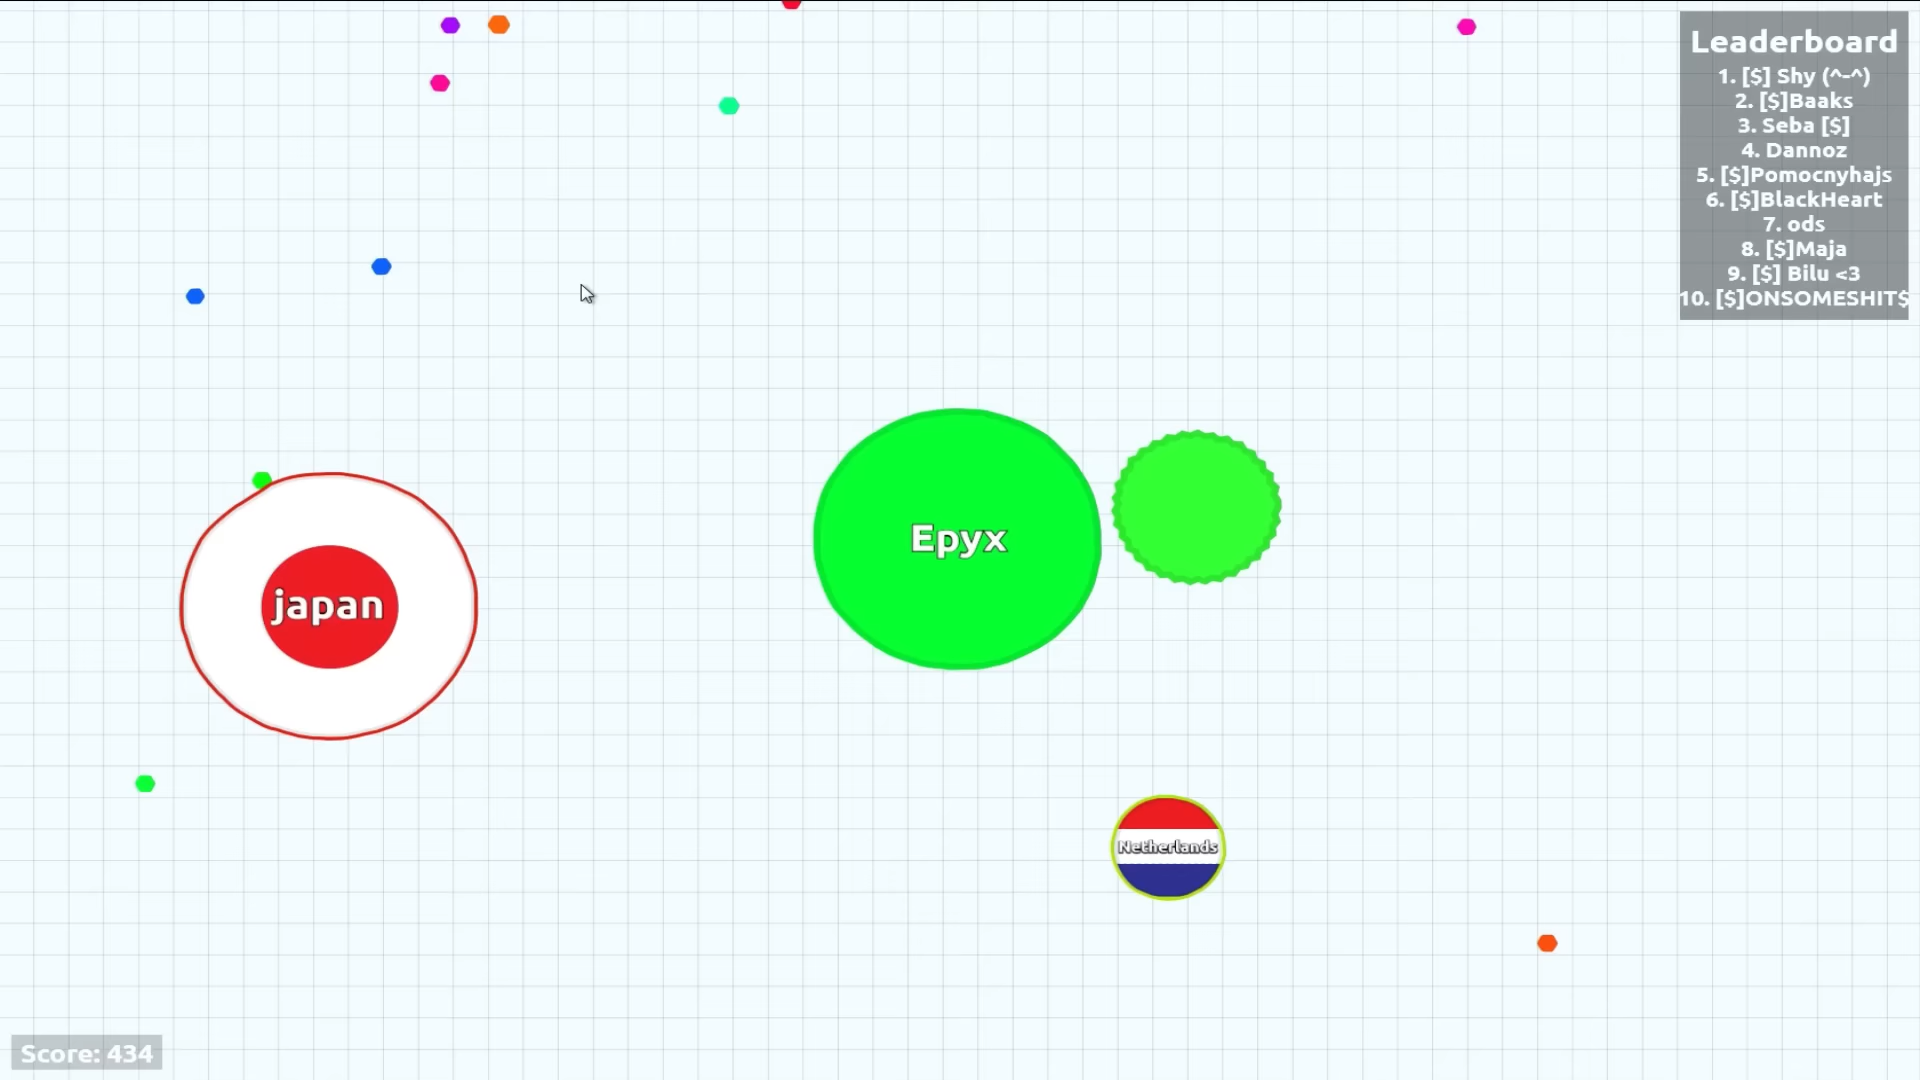 Leaderboard
1. [$] Shy (^-^)
2. [$]Baaks
3. Seba [$]
4. Dannoz
5. [$]Pomocnyhajs
6. [$]BlackHeart
7. ods
8. [$]Maja
9. [$] Bilu <3
10. [$]ONSOMESHIT$
Epyx
japan
Netherlands
Score: 434